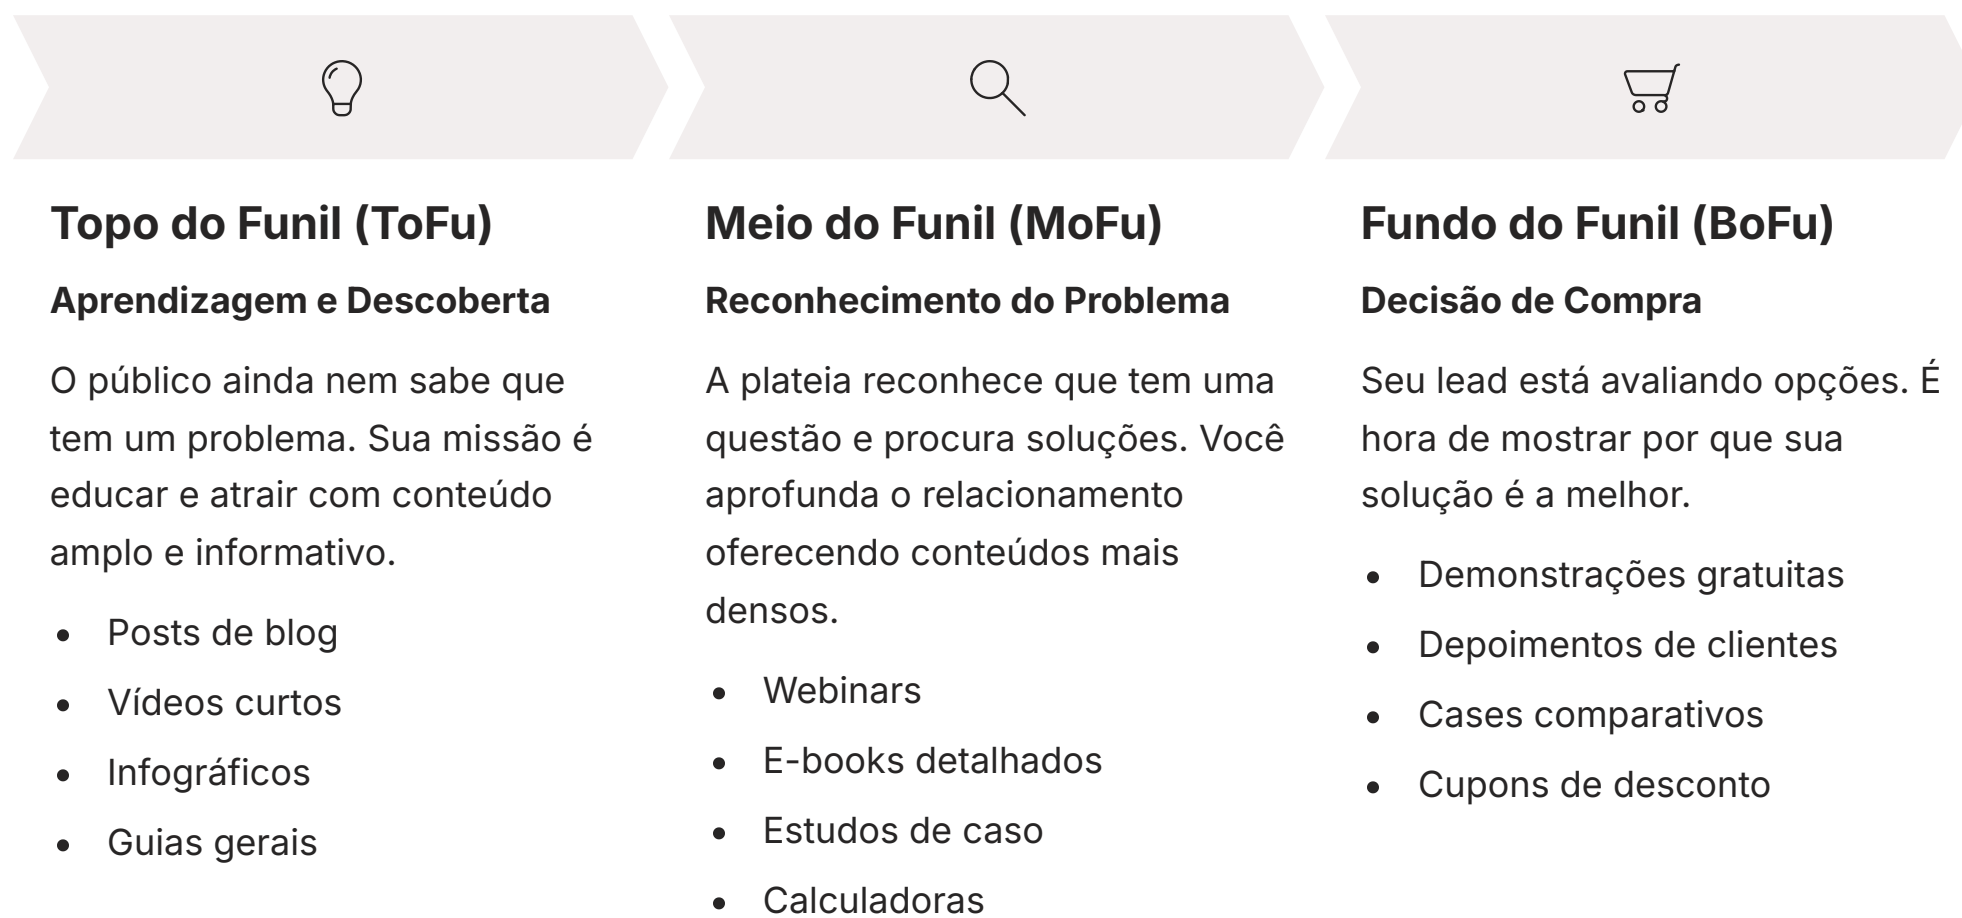 Topo do Funil (ToFu)
Aprendizagem e Descoberta
O público ainda nem sabe que
tem um problema. Sua missão é
educar e atrair com conteúdo
amplo e informativo.
• Posts de blog
• Vídeos curtos
• Infográficos
• Guias gerais
Meio do Funil (MoFu)
Reconhecimento do Problema
A plateia reconhece que tem uma
questão e procura soluções. Você
aprofunda o relacionamento
oferecendo conteúdos mais
densos.
• Webinars
• E-books detalhados
• Estudos de caso
• Calculadoras
Fundo do Funil (BoFu)
Decisão de Compra
Seu lead está avaliando opções. É
hora de mostrar por que sua
solução é a melhor.
• Demonstrações gratuitas
• Depoimentos de clientes
• Cases comparativos
• Cupons de desconto